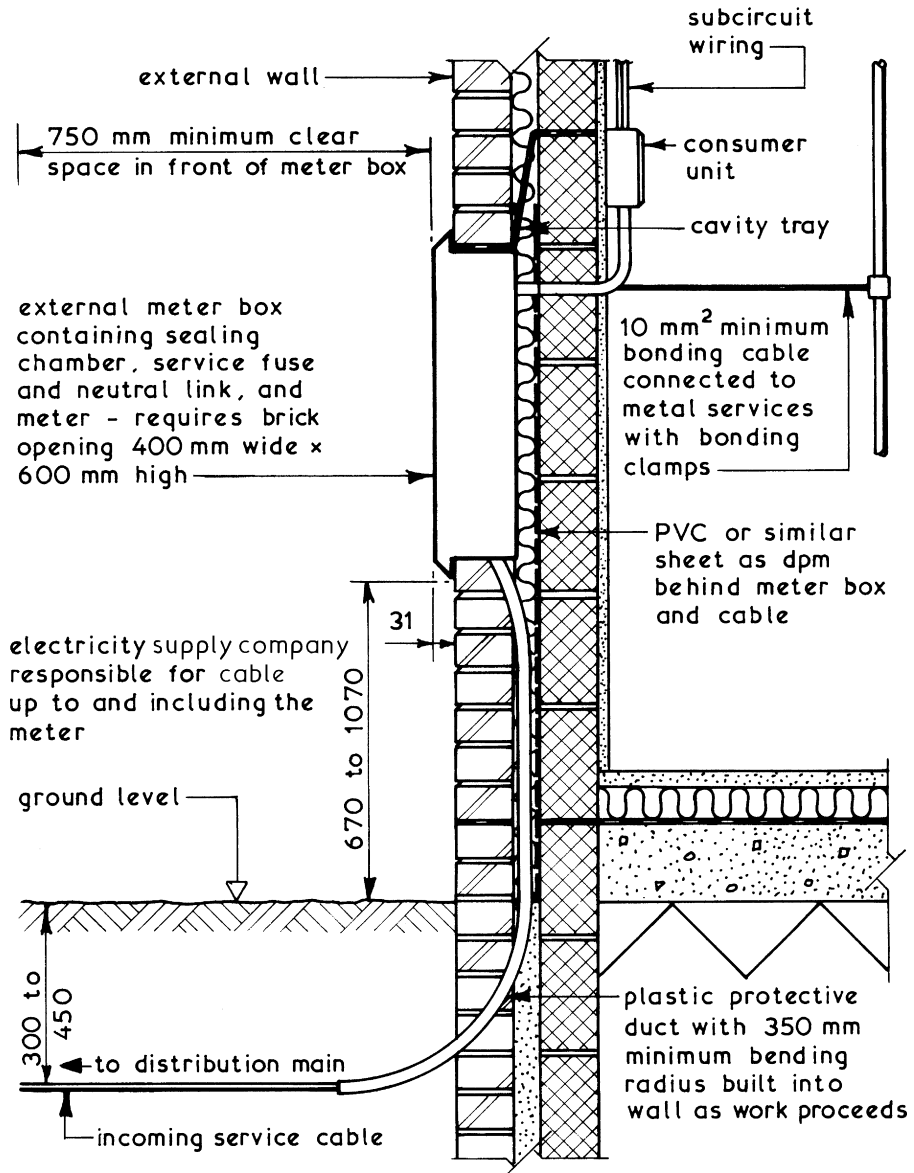 subcircuit
wiring
external wall
750 mm minimum clear
space in front of meter box
consumer
unit
cavity tray
external meter box
containing sealing
chamber, service fuse
and neutral link, and
meter - requires brick
opening 400 mm wide ×
600 mm high
10 mm² minimum
bonding cable
connected to
metal services
with bonding
clamps
PVC or similar
sheet as dpm
behind meter box
and cable
31
electricity supply company
responsible for cable
up to and including the
meter
670 to 1070
ground level
300 to
450
plastic protective
duct with 350 mm
minimum bending
radius built into
wall as work proceeds
to distribution main
incoming service cable